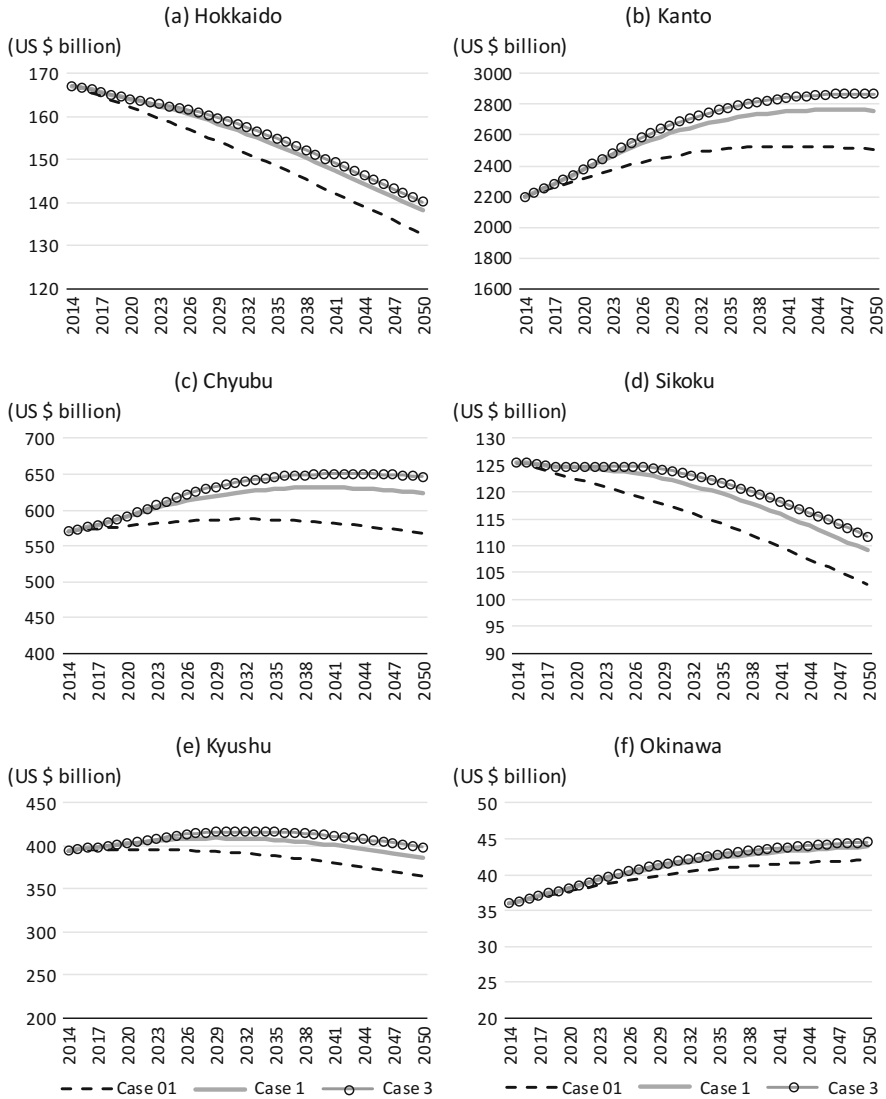 (a) Hokkaido
(US $ billion)
170
160
150
140
130
120
2014 2017 2020 2023 2026 2029 2032 2035 2038 2041 2044 2047 2050
(b) Kanto
(US $ billion)
3000
2800
2600
2400
2200
2000
1800
1600
2014 2017 2020 2023 2026 2029 2032 2035 2038 2041 2044 2047 2050
(c) Chyubu
(US $ billion)
700
650
600
550
500
450
400
2014 2017 2020 2023 2026 2029 2032 2035 2038 2041 2044 2047 2050
(d) Sikoku
(US $ billion)
130
125
120
115
110
105
100
95
90
2014 2017 2020 2023 2026 2029 2032 2035 2038 2041 2044 2047 2050
(e) Kyushu
(US $ billion)
450
400
350
300
250
200
2014 2017 2020 2023 2026 2029 2032 2035 2038 2041 2044 2047 2050
Case 01 Case 1 Case 3
(f) Okinawa
(US $ billion)
50
45
40
35
30
25
20
2014 2017 2020 2023 2026 2029 2032 2035 2038 2041 2044 2047 2050
Case 01 Case 1 Case 3